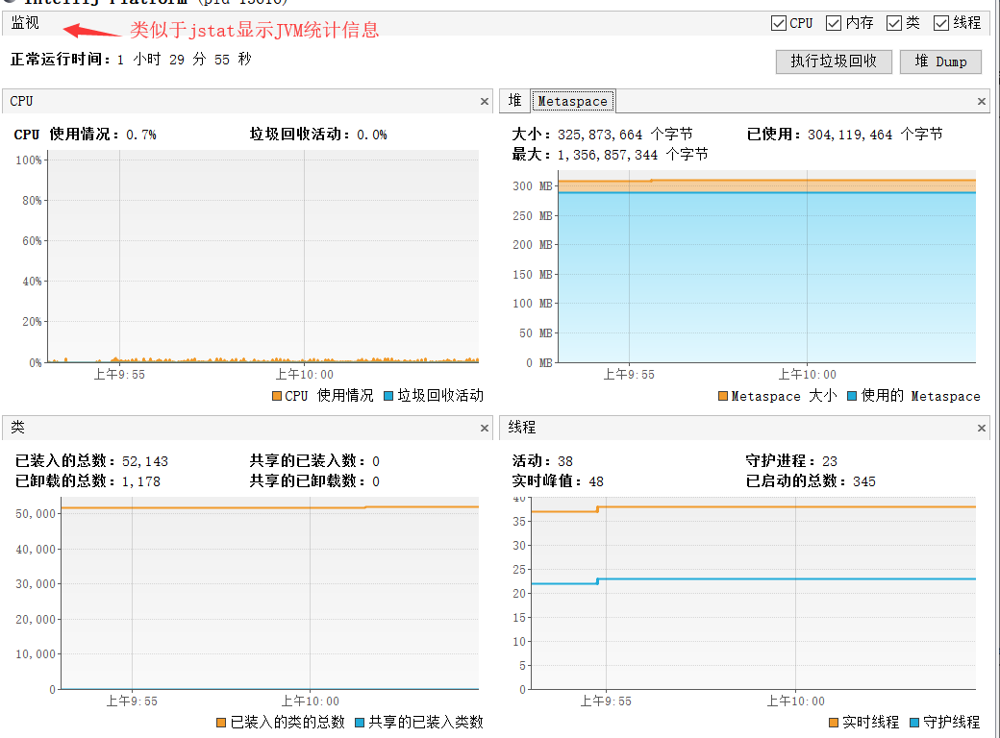 Intellij Platform (pid 15616)
监视
类似于jstat显示JVM统计信息
CPU 内存 类 线程
正常运行时间：1 小时 29 分 55 秒
执行垃圾回收 堆 Dump
CPU ×
CPU 使用情况：0.7% 垃圾回收活动：0.0%
100%
80%
60%
40%
20%
0%
上午9:55 上午10:00
CPU 使用情况 垃圾回收活动
堆 Metaspace ×
大小：325,873,664 个字节 已使用：304,119,464 个字节
最大：1,356,857,344 个字节
300 MB
250 MB
200 MB
150 MB
100 MB
50 MB
0 MB
上午9:55 上午10:00
Metaspace 大小 使用的 Metaspace
类 ×
已装入的总数：52,143 共享的已装入数：0
已卸载的总数：1,178 共享的已卸载数：0
50,000
40,000
30,000
20,000
10,000
0
上午9:55 上午10:00
已装入的类的总数 共享的已装入类数
线程 ×
活动：38 守护进程：23
实时峰值：48 已启动的总数：345
40
35
30
25
20
15
10
5
0
上午9:55 上午10:00
实时线程 守护线程